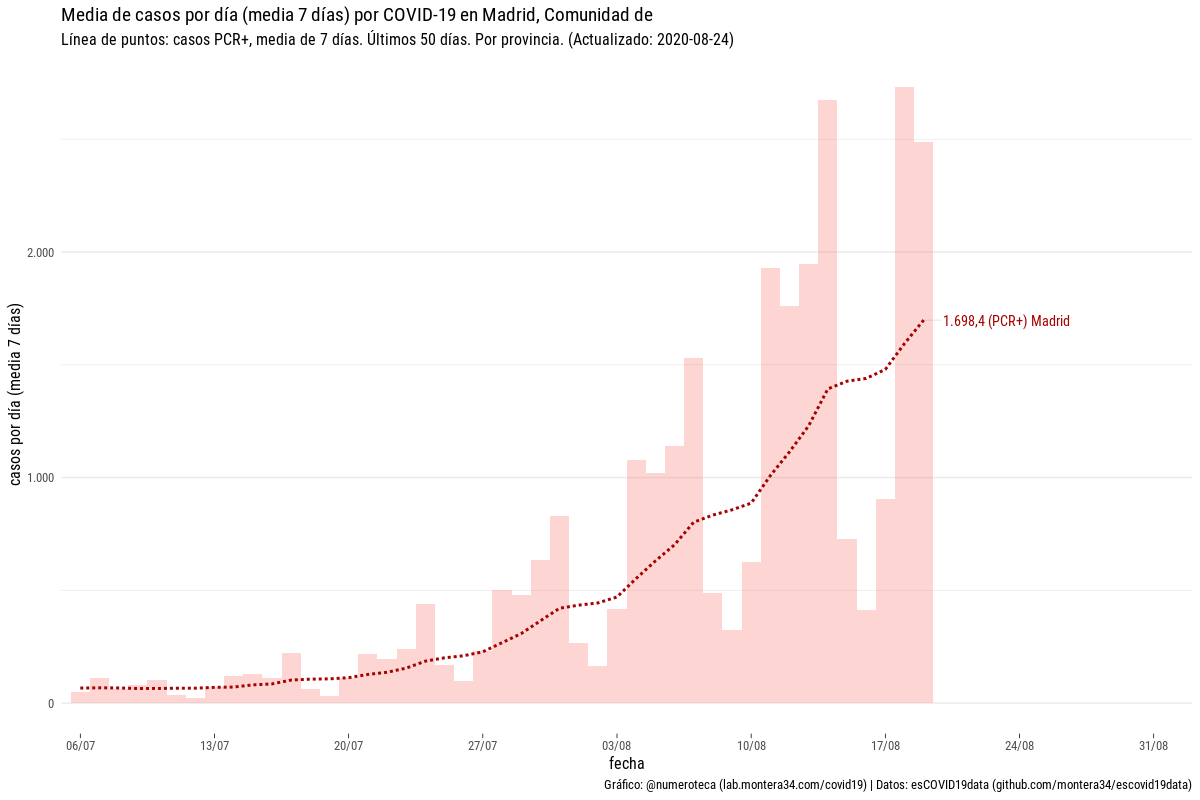 Media de casos por día (media 7 días) por COVID-19 en Madrid, Comunidad de
Línea de puntos: casos PCR+, media de 7 días. Últimos 50 días. Por provincia. (Actualizado: 2020-08-24)
casos por día (media 7 días)
2.000
1.000
0
1.698,4 (PCR+) Madrid
06/07 13/07 20/07 27/07 03/08 10/08 17/08 24/08 31/08
fecha
Gráfico: @numeroteca (lab.montera34.com/covid19) | Datos: esCOVID19data (github.com/montera34/escovid19data)